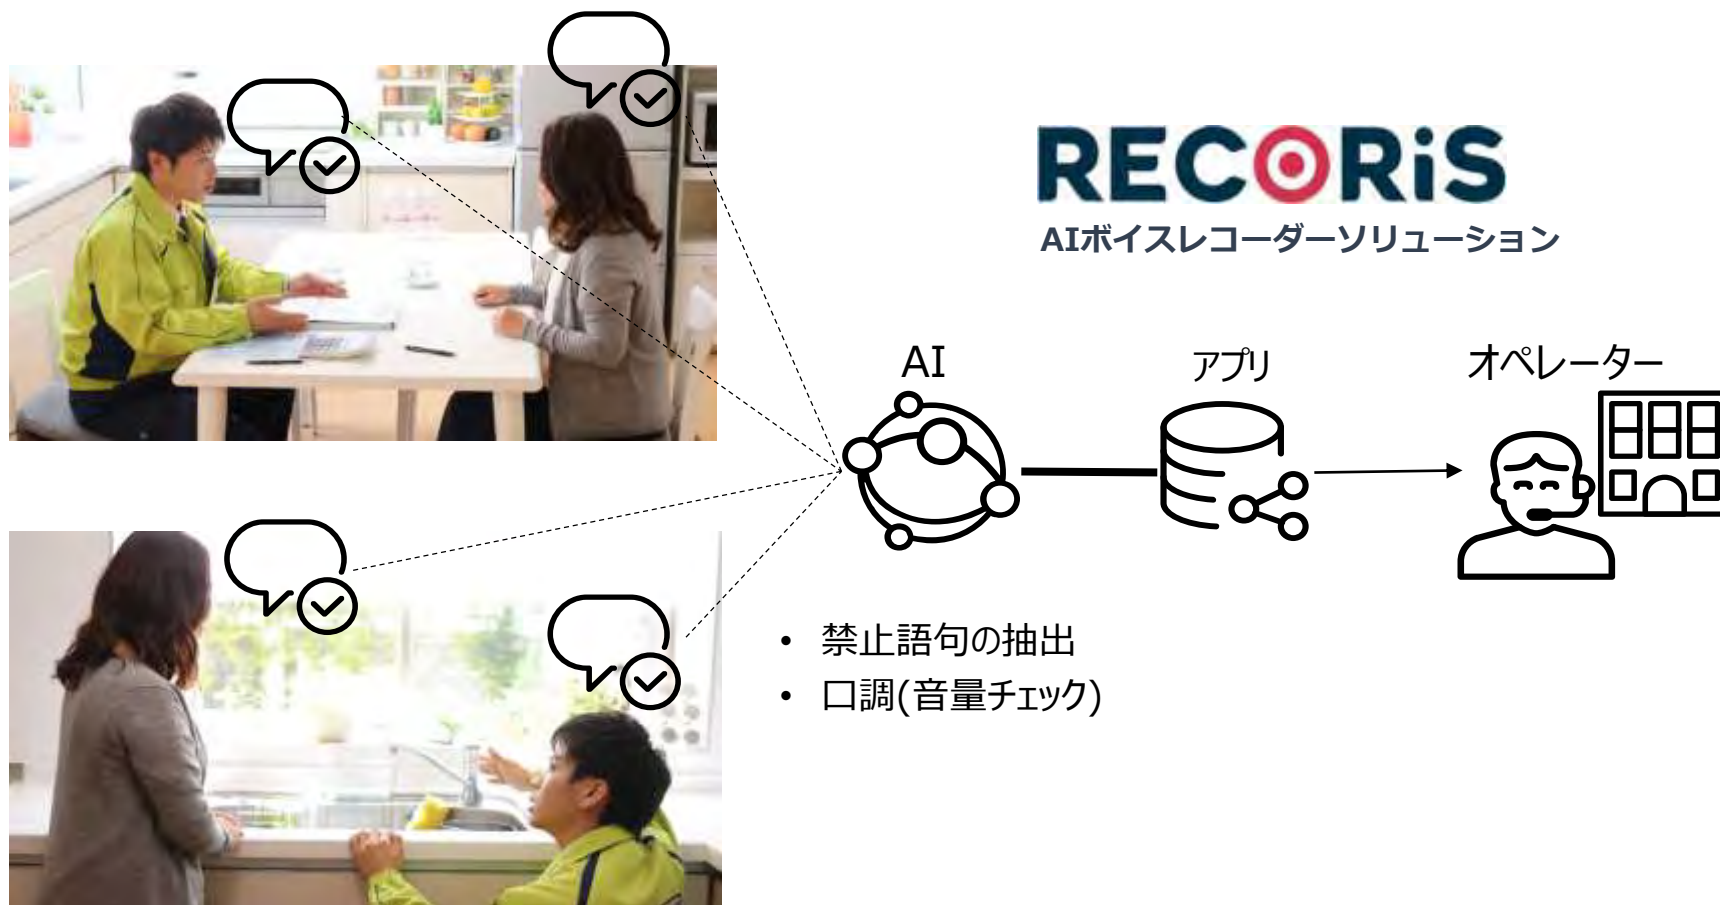 RECORiS
AIボイスレコーダーソリューション
AI
アプリ
オペレーター
• 禁止語句の抽出
• 口調(音量チェック)